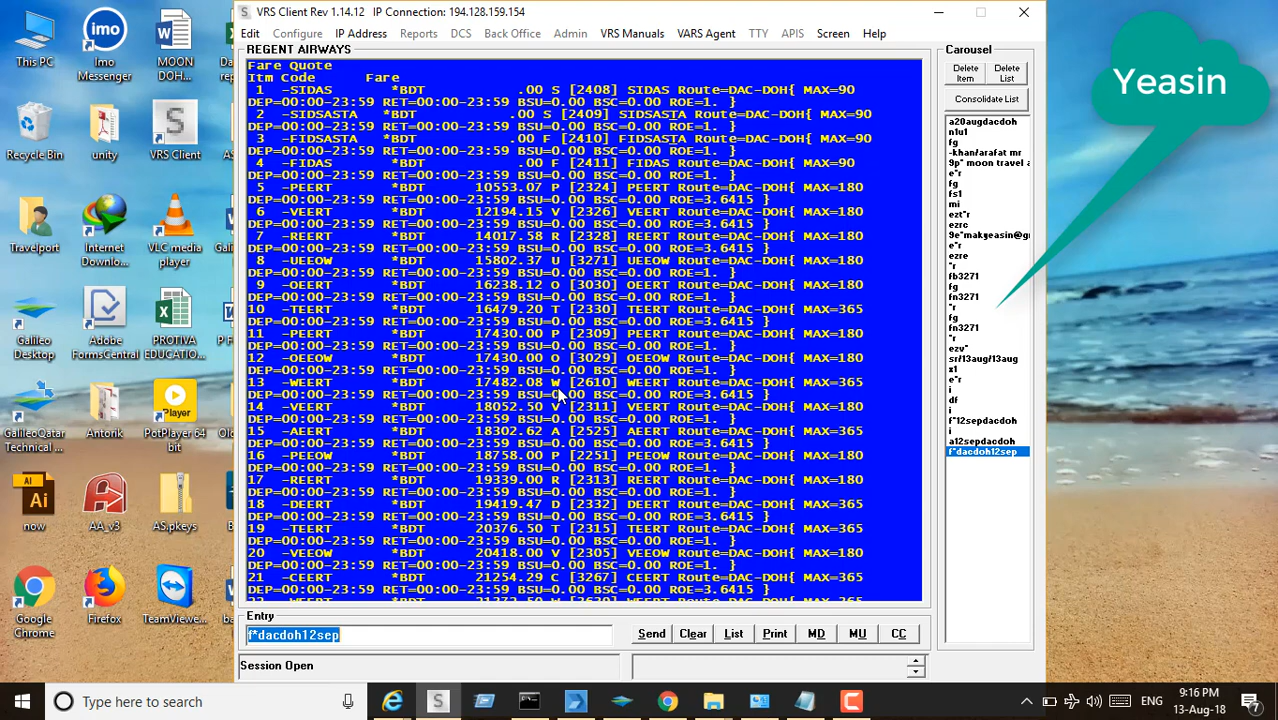 VRS Client Rev 1.14.12 IP Connection: 194.128.159.154
Edit Configure IP Address Reports DCS Back Office Admin VRS Manuals VARS Agent TTY APIS Screen Help
REGENT AIRWAYS
Fare Quote
Itm Code Fare
1 -SIDAS *BDT .00 S [2408] SIDAS Route=DAC-DOH{ MAX=90
DEP=00:00-23:59 RET=00:00-23:59 BSU=0.00 BSC=0.00 ROE=1. }
2 -SIDSASTA *BDT .00 S [2409] SIDSASTA Route=DAC-DOH{ MAX=90
DEP=00:00-23:59 RET=00:00-23:59 BSU=0.00 BSC=0.00 ROE=1. }
3 -FIDSASTA *BDT .00 F [2410] FIDSASTA Route=DAC-DOH{ MAX=90
DEP=00:00-23:59 RET=00:00-23:59 BSU=0.00 BSC=0.00 ROE=1. }
4 -FIDAS *BDT .00 F [2411] FIDAS Route=DAC-DOH{ MAX=90
DEP=00:00-23:59 RET=00:00-23:59 BSU=0.00 BSC=0.00 ROE=1. }
5 -PEERT *BDT 10553.07 P [2324] PEERT Route=DAC-DOH{ MAX=180
DEP=00:00-23:59 RET=00:00-23:59 BSU=0.00 BSC=0.00 ROE=3.6415 }
6 -VEERT *BDT 12194.15 V [2326] VEERT Route=DAC-DOH{ MAX=180
DEP=00:00-23:59 RET=00:00-23:59 BSU=0.00 BSC=0.00 ROE=3.6415 }
7 -REERT *BDT 14017.58 R [2328] REERT Route=DAC-DOH{ MAX=180
DEP=00:00-23:59 RET=00:00-23:59 BSU=0.00 BSC=0.00 ROE=3.6415 }
8 -UEEOW *BDT 15802.37 U [3271] UEEOW Route=DAC-DOH{ MAX=180
DEP=00:00-23:59 RET=00:00-23:59 BSU=0.00 BSC=0.00 ROE=1. }
9 -OEERT *BDT 16238.12 O [3030] OEERT Route=DAC-DOH{ MAX=180
DEP=00:00-23:59 RET=00:00-23:59 BSU=0.00 BSC=0.00 ROE=1. }
10 -TEERT *BDT 16479.20 T [2330] TEERT Route=DAC-DOH{ MAX=365
DEP=00:00-23:59 RET=00:00-23:59 BSU=0.00 BSC=0.00 ROE=3.6415 }
11 -PEERT *BDT 17430.00 P [2309] PEERT Route=DAC-DOH{ MAX=180
DEP=00:00-23:59 RET=00:00-23:59 BSU=0.00 BSC=0.00 ROE=1. }
12 -OEEOW *BDT 17430.00 O [3029] OEEOW Route=DAC-DOH{ MAX=180
DEP=00:00-23:59 RET=00:00-23:59 BSU=0.00 BSC=0.00 ROE=1. }
13 -WEERT *BDT 17482.08 W [2610] WEERT Route=DAC-DOH{ MAX=365
DEP=00:00-23:59 RET=00:00-23:59 BSU=0.00 BSC=0.00 ROE=3.6415 }
14 -VEERT *BDT 18052.50 V [2311] VEERT Route=DAC-DOH{ MAX=180
DEP=00:00-23:59 RET=00:00-23:59 BSU=0.00 BSC=0.00 ROE=1. }
15 -AEERT *BDT 18302.62 A [2525] AEERT Route=DAC-DOH{ MAX=365
DEP=00:00-23:59 RET=00:00-23:59 BSU=0.00 BSC=0.00 ROE=3.6415 }
16 -PEEOW *BDT 18758.00 P [2251] PEEOW Route=DAC-DOH{ MAX=180
DEP=00:00-23:59 RET=00:00-23:59 BSU=0.00 BSC=0.00 ROE=1. }
17 -REERT *BDT 19339.00 R [2313] REERT Route=DAC-DOH{ MAX=180
DEP=00:00-23:59 RET=00:00-23:59 BSU=0.00 BSC=0.00 ROE=1. }
18 -DEERT *BDT 19419.47 D [2332] DEERT Route=DAC-DOH{ MAX=365
DEP=00:00-23:59 RET=00:00-23:59 BSU=0.00 BSC=0.00 ROE=3.6415 }
19 -TEERT *BDT 20376.50 T [2315] TEERT Route=DAC-DOH{ MAX=365
DEP=00:00-23:59 RET=00:00-23:59 BSU=0.00 BSC=0.00 ROE=1. }
20 -VEEOW *BDT 20418.00 V [2305] VEEOW Route=DAC-DOH{ MAX=180
DEP=00:00-23:59 RET=00:00-23:59 BSU=0.00 BSC=0.00 ROE=1. }
21 -CEERT *BDT 21254.29 C [3267] CEERT Route=DAC-DOH{ MAX=365
DEP=00:00-23:59 RET=00:00-23:59 BSU=0.00 BSC=0.00 ROE=3.6415 }
Entry
f*dacdoh12sep
Send Clear List Print MD MU CC
Session Open
Carousel
Delete Item
Delete List
Consolidate List
a20augdacdoh
n1u1
fg
-khan/arafat mr
9p* moon travel a
e*r
fg
fs1
mi
ezt*r
ezrc
9e*makyeasin@g
e*r
ezre
*r
fb3271
fg
fn3271
*r
fg
fn3271
*r
ezv*
sr/13aug/13aug
x1
e*r
i
df
i
f*12sepdacdoh
i
a12sepdacdoh
f*dacdoh12sep
Yeasin
This PC
imo Messenger
MOON DOH...
Recycle Bin
unity
VRS Client
Travelport
Internet Downlo...
VLC media player
Galileo Desktop
Adobe FormsCentral
PROTIVA EDUCATIO...
GalileoQatar Technical ...
Antorik
PotPlayer 64 bit
now
AA_v3
AS.pkeys
Google Chrome
Firefox
TeamViewe...
Type here to search
ENG
9:16 PM
13-Aug-18
7